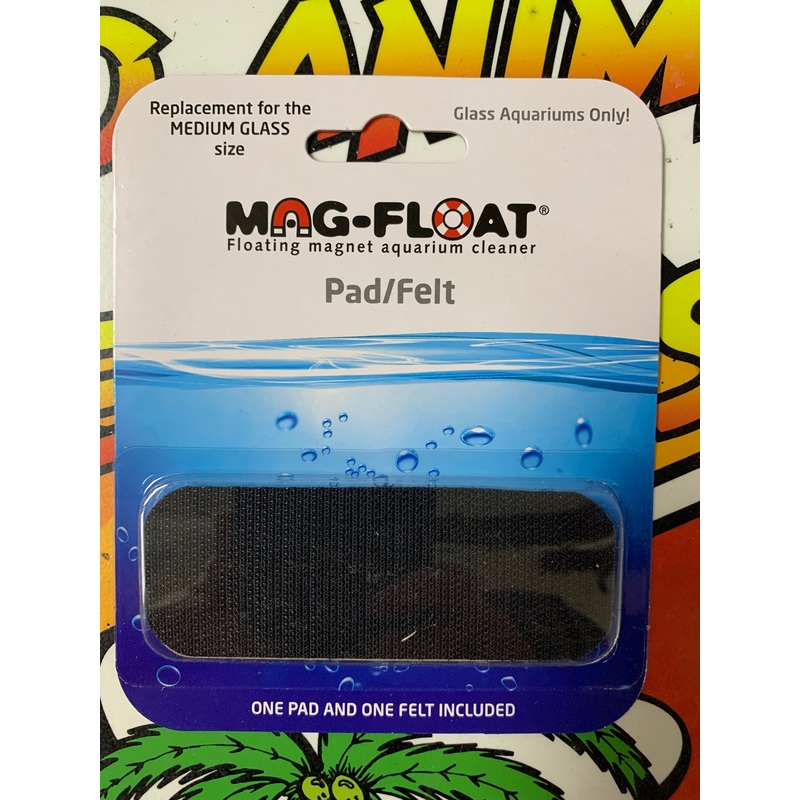 ANIM
Replacement for the
MEDIUM GLASS
size
Glass Aquariums Only!
MAG-FLOAT®
Floating magnet aquarium cleaner
Pad/Felt
ONE PAD AND ONE FELT INCLUDED